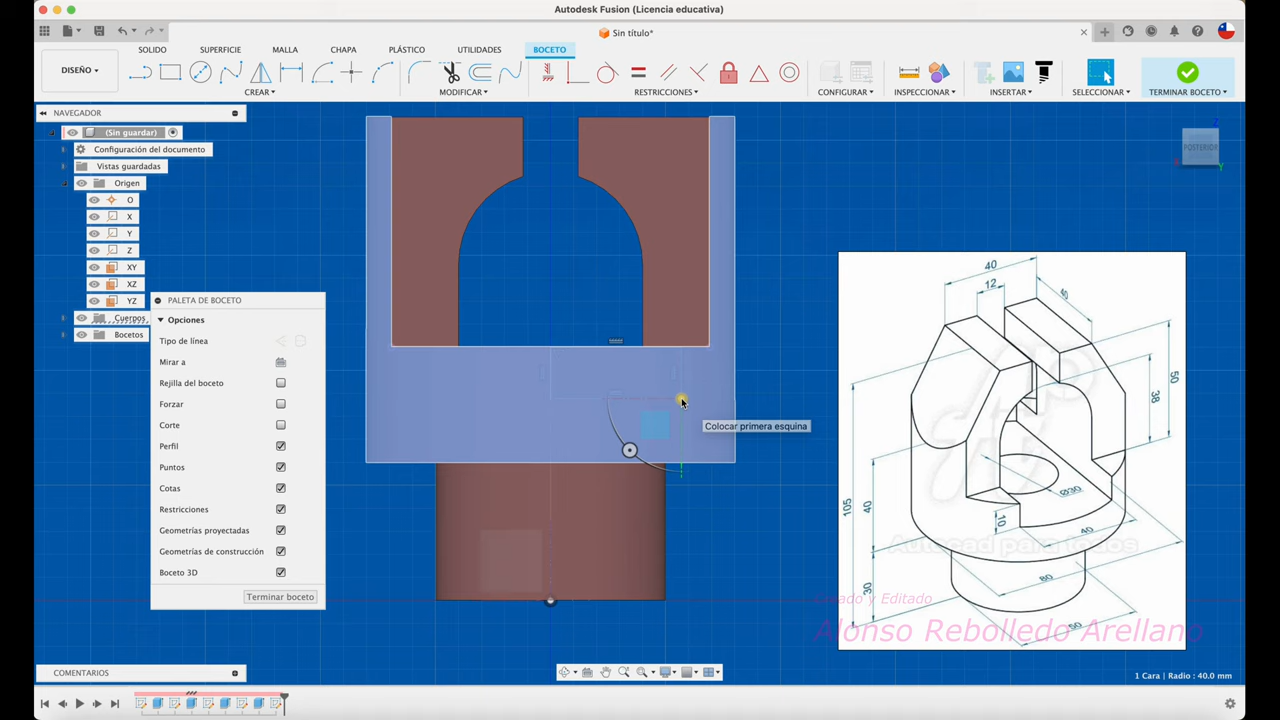 Autodesk Fusion (Licencia educativa)
Sin título*
DISEÑO
SOLIDO SUPERFICIE MALLA CHAPA PLÁSTICO UTILIDADES BOCETO
CREAR MODIFICAR RESTRICCIONES CONFIGURAR INSPECCIONAR INSERTAR SELECCIONAR TERMINAR BOCETO
NAVEGADOR
(Sin guardar)
Configuración del documento
Vistas guardadas
Origen
O
X
Y
Z
XY
XZ
YZ
Cuerpos
Bocetos
PALETA DE BOCETO
Opciones
Tipo de línea
Mirar a
Rejilla del boceto
Forzar
Corte
Perfil
Puntos
Cotas
Restricciones
Geometrías proyectadas
Geometrías de construcción
Boceto 3D
Terminar boceto
Colocar primera esquina
POSTERIOR
Z
X
Y
40
12
40
50
38
105
40
Ø30
10
40
30
80
50
Autocad para todos
Creado y Editado
Alonso Rebolledo Arellano
COMENTARIOS
1 Cara | Radio : 40.0 mm